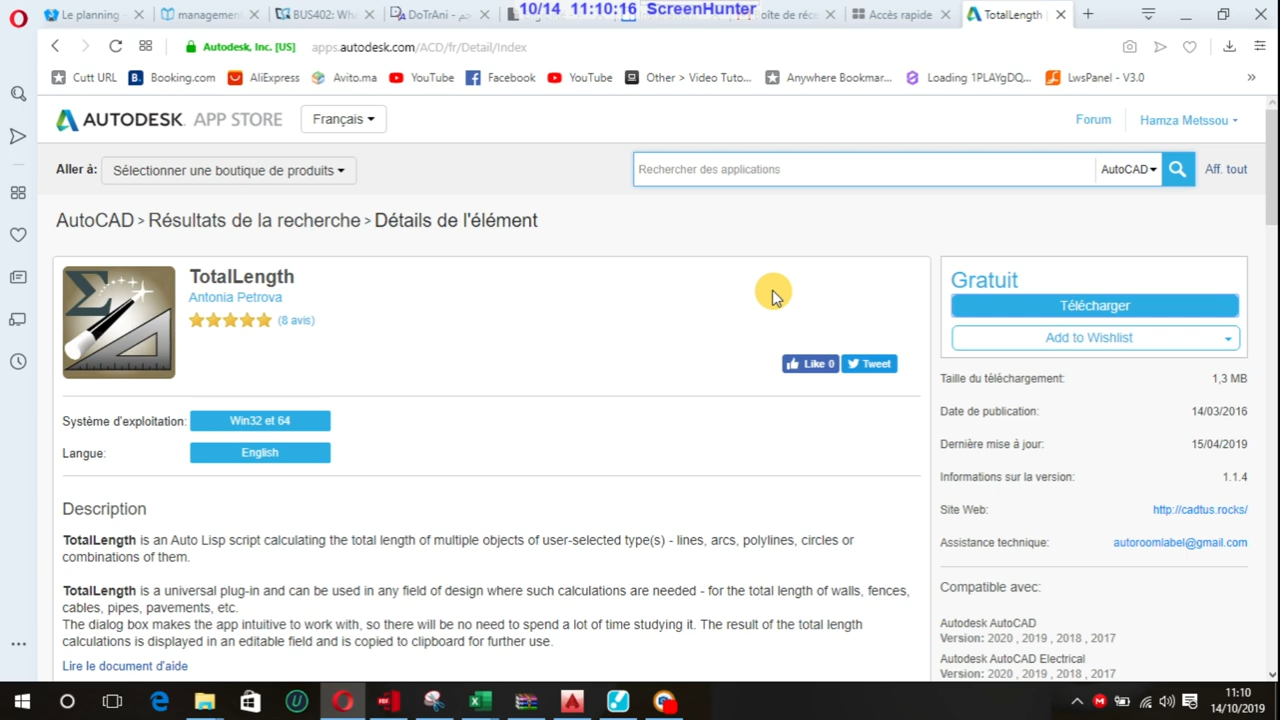 Le planning -
management
BUS402: Wh
DoTrAni -
10/14 11:10:16 ScreenHunter
oîte de réc
Accès rapide
TotalLength
Autodesk, Inc. [US]
apps.autodesk.com/ACD/fr/Detail/Index
Cutt URL
Booking.com
AliExpress
Avito.ma
YouTube
Facebook
YouTube
Other > Video Tuto...
Anywhere Bookmar...
Loading 1PLAYgDQ...
LwsPanel - V3.0
»
AUTODESK. APP STORE
Français
Forum
Hamza Metssou
Aller à:
Sélectionner une boutique de produits
Rechercher des applications
AutoCAD
Aff. tout
AutoCAD > Résultats de la recherche > Détails de l'élément
TotalLength
Antonia Petrova
(8 avis)
Like 0
Tweet
Système d'exploitation:
Win32 et 64
Langue:
English
Description
TotalLength is an Auto Lisp script calculating the total length of multiple objects of user-selected type(s) - lines, arcs, polylines, circles or
combinations of them.
TotalLength is a universal plug-in and can be used in any field of design where such calculations are needed - for the total length of walls, fences,
cables, pipes, pavements, etc.
The dialog box makes the app intuitive to work with, so there will be no need to spend a lot of time studying it. The result of the total length
calculations is displayed in an editable field and is copied to clipboard for further use.
Lire le document d'aide
Gratuit
Télécharger
Add to Wishlist
Taille du téléchargement:
1,3 MB
Date de publication:
14/03/2016
Dernière mise à jour:
15/04/2019
Informations sur la version:
1.1.4
Site Web:
http://cadtus.rocks/
Assistance technique:
autoroomlabel@gmail.com
Compatible avec:
Autodesk AutoCAD
Version: 2020 , 2019 , 2018 , 2017
Autodesk AutoCAD Electrical
Version: 2020 , 2019 , 2018 , 2017
11:10
14/10/2019